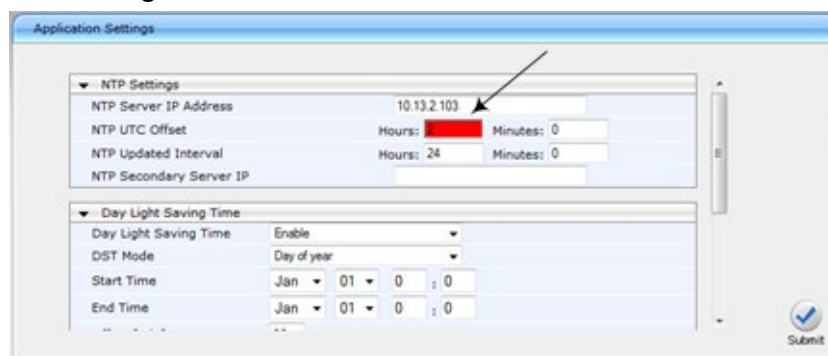 Application Settings
NTP Settings
NTP Server IP Address 10.13.2.103
NTP UTC Offset Hours: 2 Minutes: 0
NTP Updated Interval Hours: 24 Minutes: 0
NTP Secondary Server IP
Day Light Saving Time
Day Light Saving Time Enable
DST Mode Day of year
Start Time Jan 01 0 : 0
End Time Jan 01 0 : 0
Submit